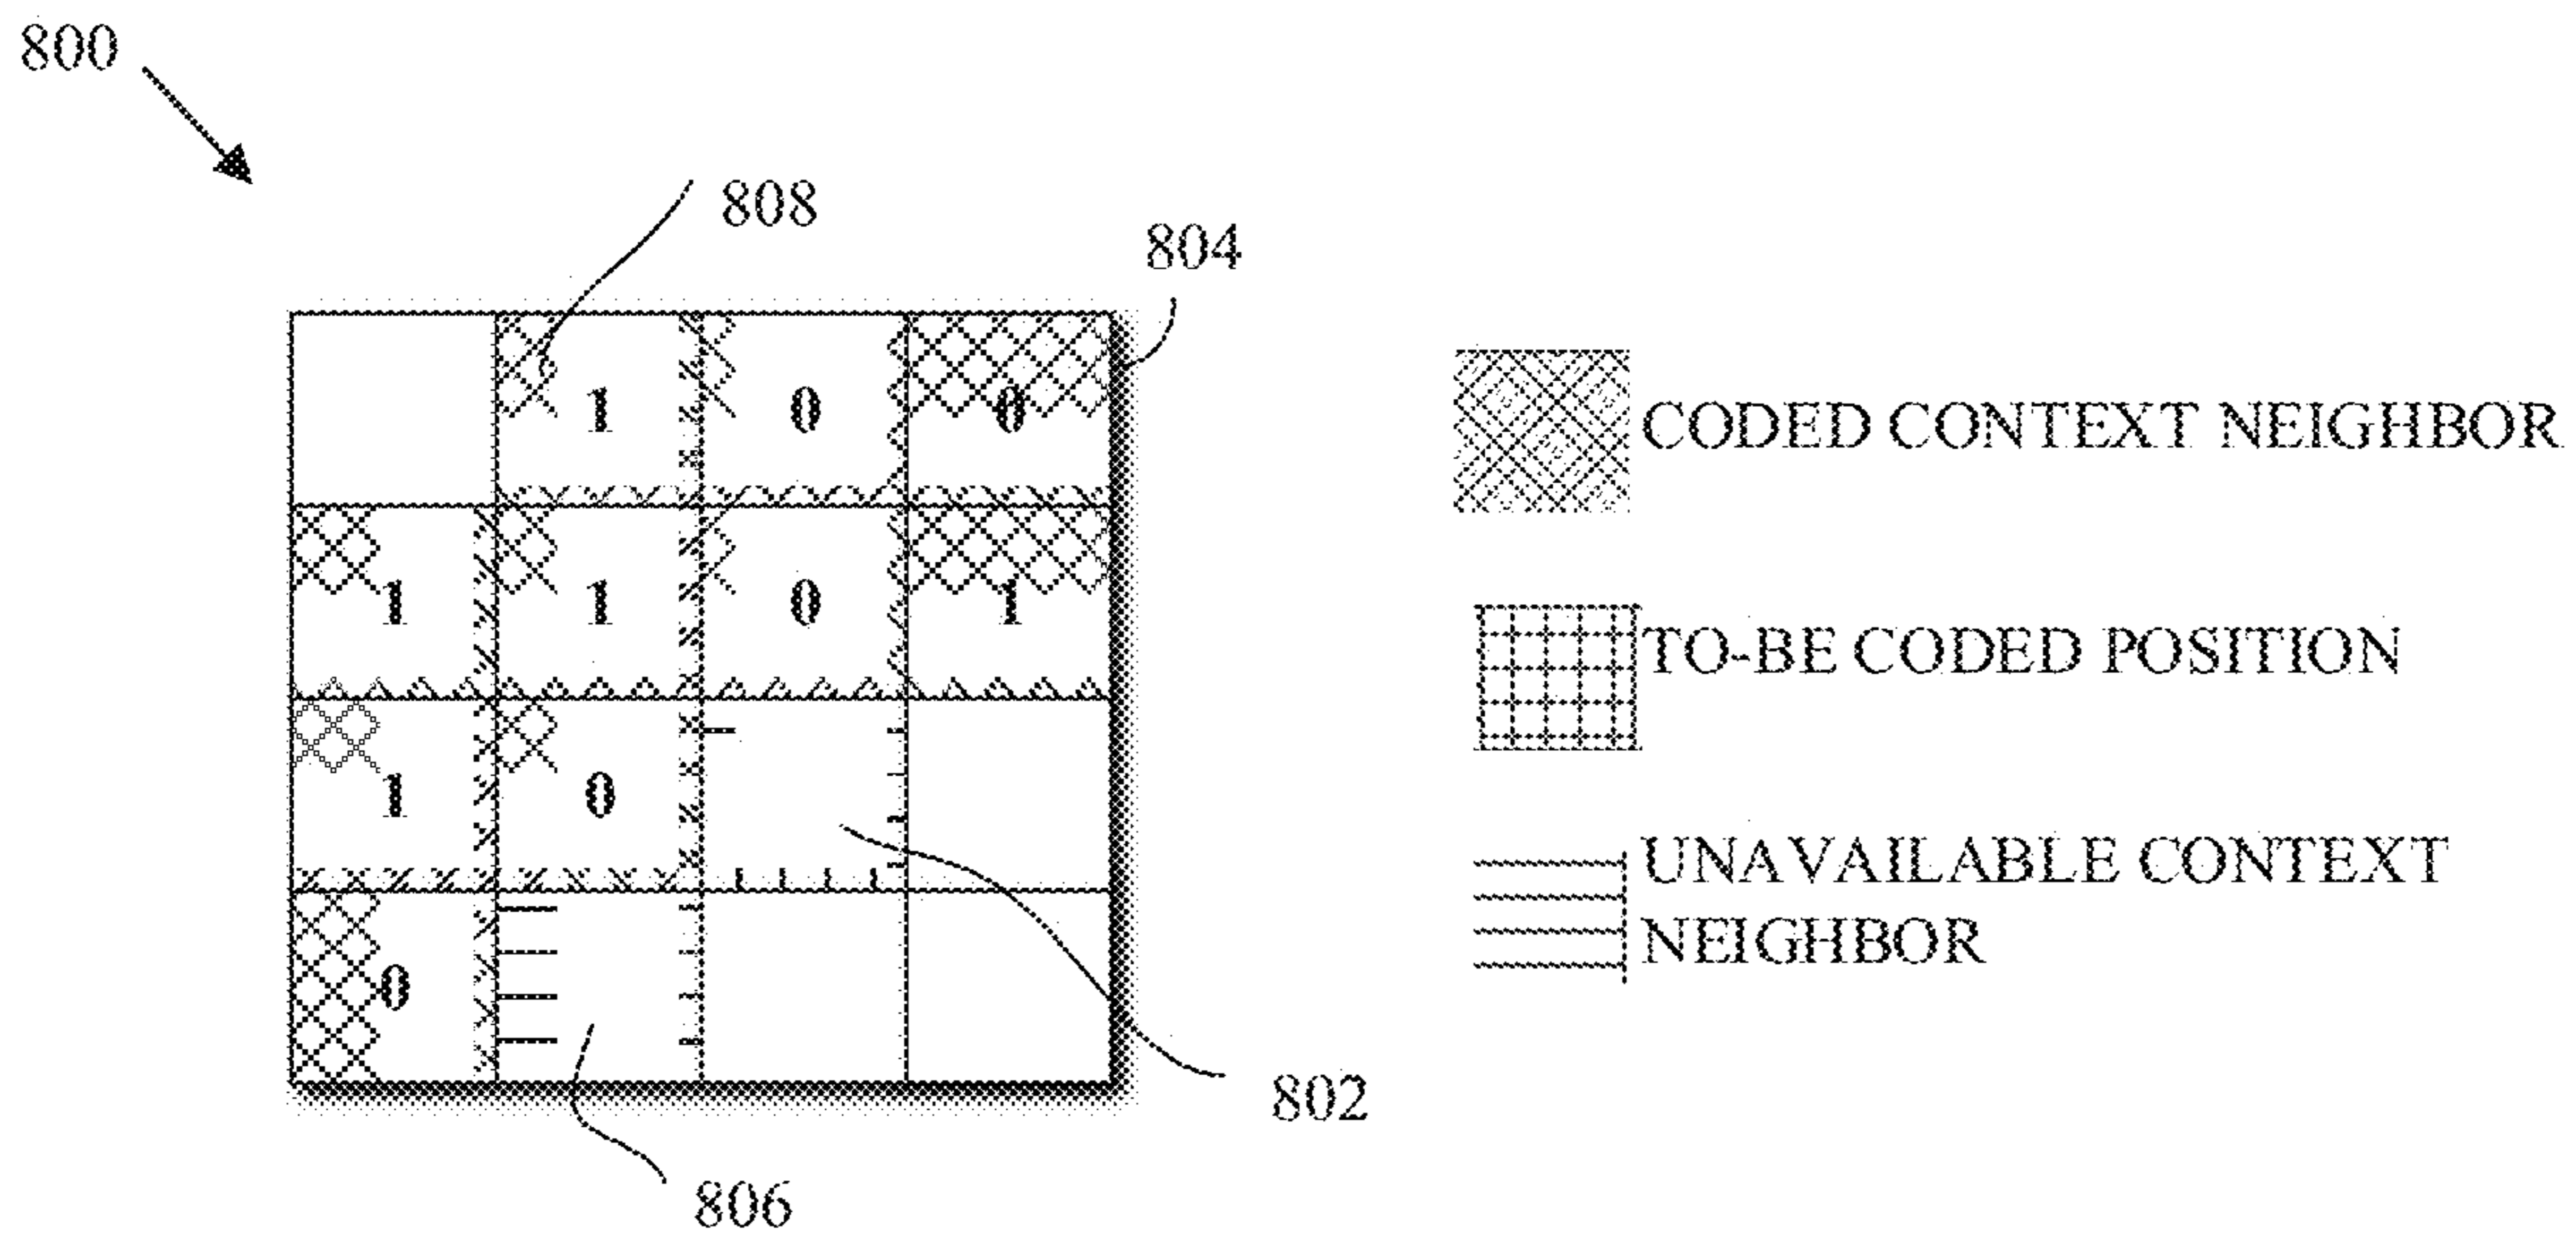 800
808
804
1 0 0
1 1 0 1
1 0
0
802
806
CODED CONTEXT NEIGHBOR
TO-BE CODED POSITION
UNAVAILABLE CONTEXT
NEIGHBOR